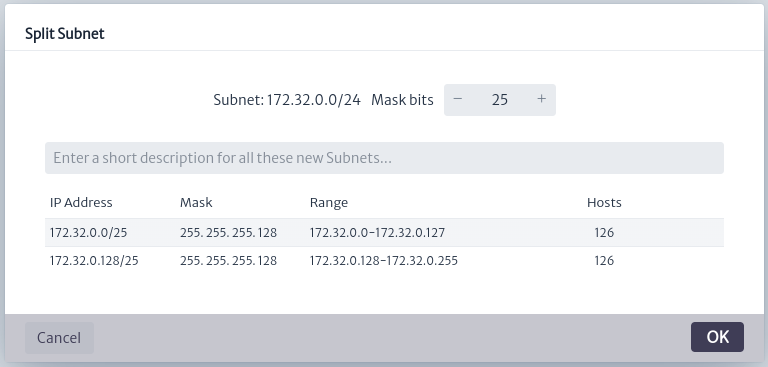 Split Subnet
Subnet: 172.32.0.0/24 Mask bits − 25 +
Enter a short description for all these new Subnets...
IP Address Mask Range Hosts
172.32.0.0/25 255. 255. 255. 128 172.32.0.0-172.32.0.127 126
172.32.0.128/25 255. 255. 255. 128 172.32.0.128-172.32.0.255 126
Cancel OK